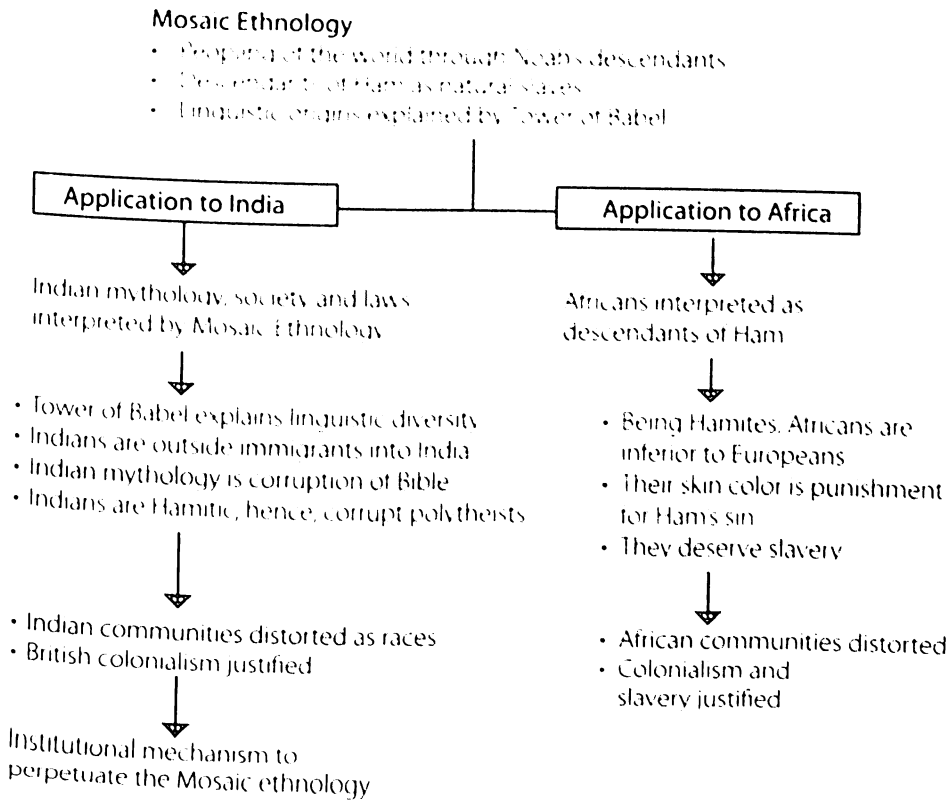 Mosaic Ethnology
• Peopling of the world through Noah's descendants
• Descendants of Ham as natural slaves
• Linguistic origins explained by Tower of Babel
Application to India
Application to Africa
Indian mythology, society and laws
interpreted by Mosaic Ethnology
• Tower of Babel explains linguistic diversity
• Indians are outside immigrants into India
• Indian mythology is corruption of Bible
• Indians are Hamitic, hence, corrupt polytheists
• Indian communities distorted as races
• British colonialism justified
Institutional mechanism to
perpetuate the Mosaic ethnology
Africans interpreted as
descendants of Ham
• Being Hamites, Africans are
inferior to Europeans
• Their skin color is punishment
for Ham's sin
• They deserve slavery
• African communities distorted
• Colonialism and
slavery justified